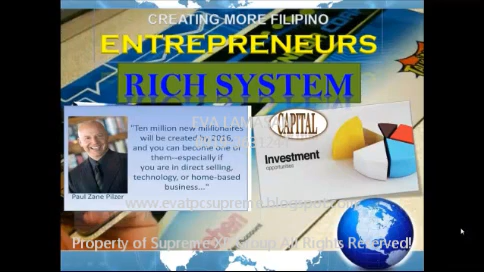 CREATING MORE FILIPINO
ENTREPRENEURS
RICH SYSTEM
"Ten million new millionaires
will be created by 2016,
and you can become one of
them--especially if
you are in direct selling,
technology, or home-based
business..."
Paul Zane Pilzer
EVA
CAPITAL
Investment
opportunities
www.evatpcsupreme.blogspot.com
Property of Supreme Group All Rights Reserved!